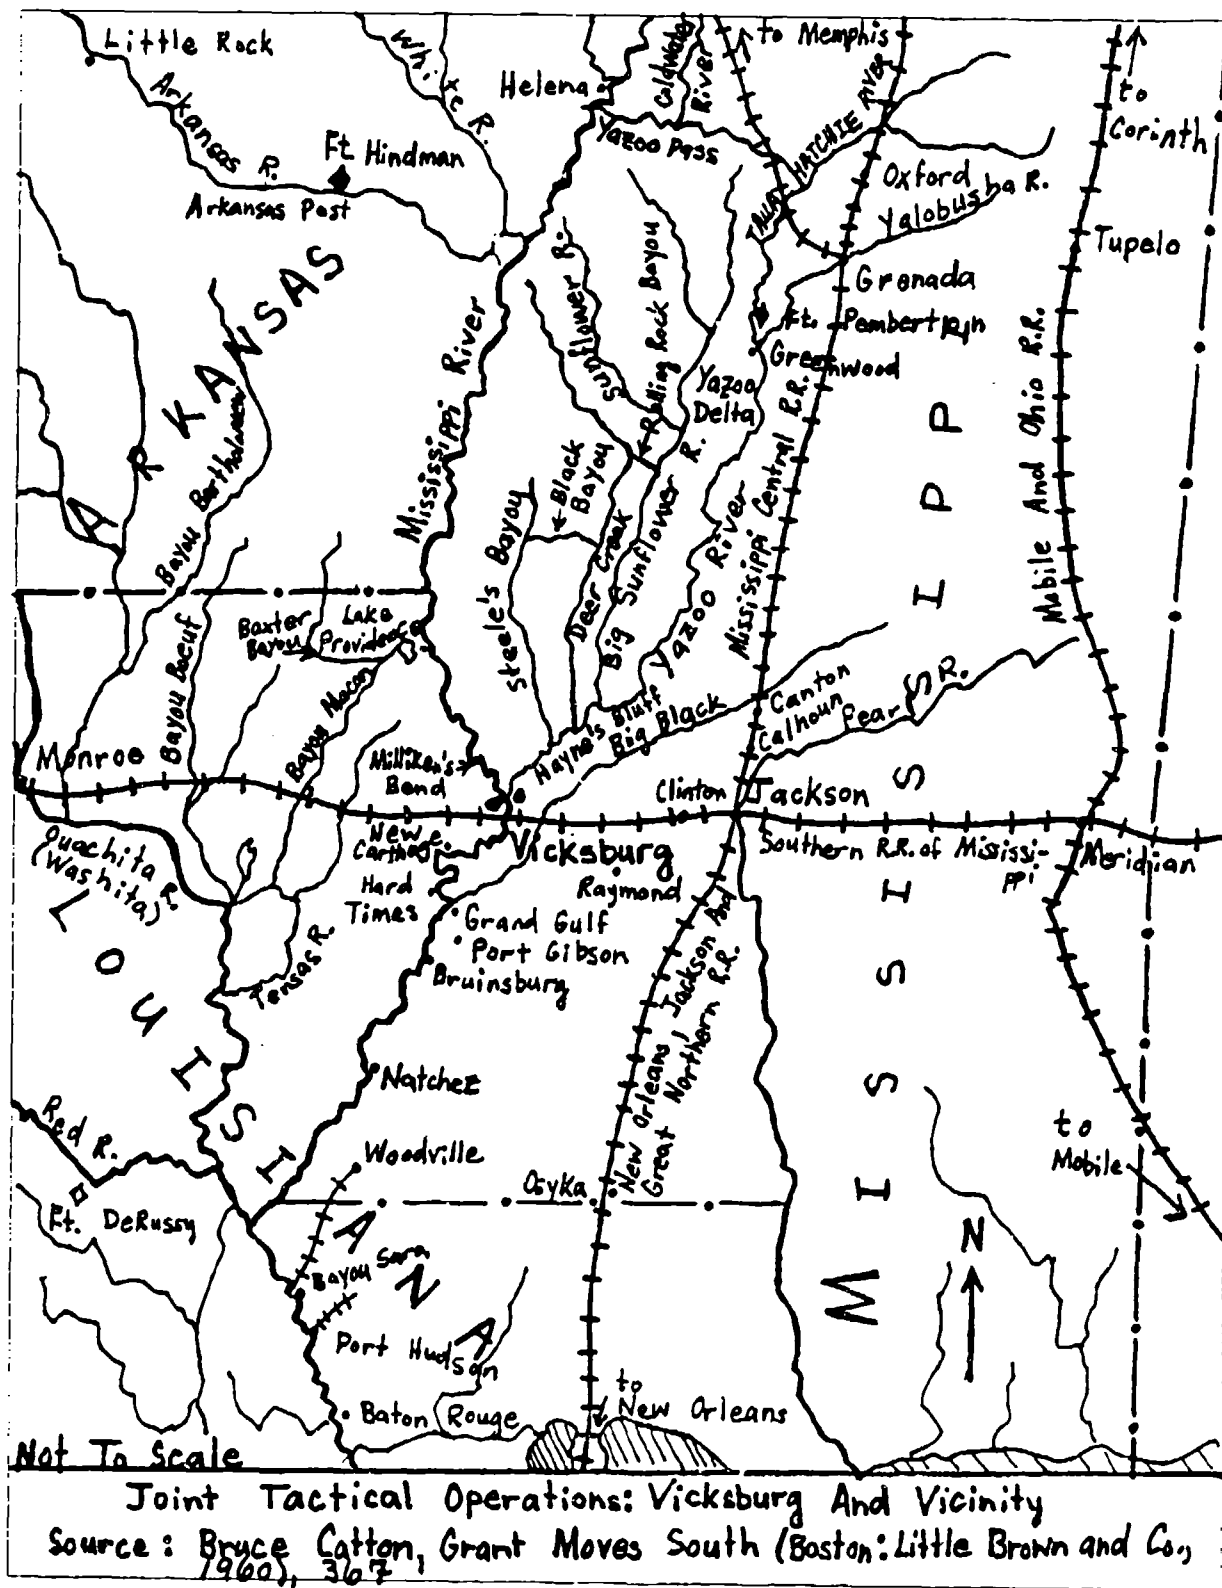 Little Rock
White R.
Helena
Coldwater
River
to Memphis
to
Corinth
Arkansas R.
Ft. Hindman
Arkansas Post
Yazoo Pass
TALLAHATCHIE RIVER
Oxford
Yalobusha R.
Tupelo
Grenada
Ft. Pemberton
Greenwood
Sunflower R.
Rolling Rock Bayou
Yazoo
Delta
ARKANSAS
Mississippi River
Bayou Bartholomew
Black
Bayou
Steele's Bayou
Deer Creek
Big Sunflower R.
Yazoo River
Mississippi Central R.R.
Mobile And Ohio R.R.
MISSISSIPPI
Bayou Boeuf
Baxter
Bayou
Lake
Providence
Bayou Macon
Monroe
Milliken's
Bend
Hayne's Bluff
Big Black
Canton
Calhoun
Pearl R.
Clinton
Jackson
Vicksburg
New
Carthage
Southern R.R. of Mississi-
ppi
Meridian
Ouachita R.
(Washita)
Hard
Times
Raymond
Grand Gulf
Port Gibson
Bruinsburg
Tensas R.
LOUISIANA
New Orleans, Jackson And
Great Northern R.R.
Natchez
Red R.
Woodville
Osyka
to
Mobile
Ft. DeRussy
Bayou Sara
N
Port Hudson
to
New Orleans
Baton Rouge
Not To Scale
Joint Tactical Operations: Vicksburg And Vicinity
Source: Bruce Catton, Grant Moves South (Boston: Little Brown and Co.,
1960), 367